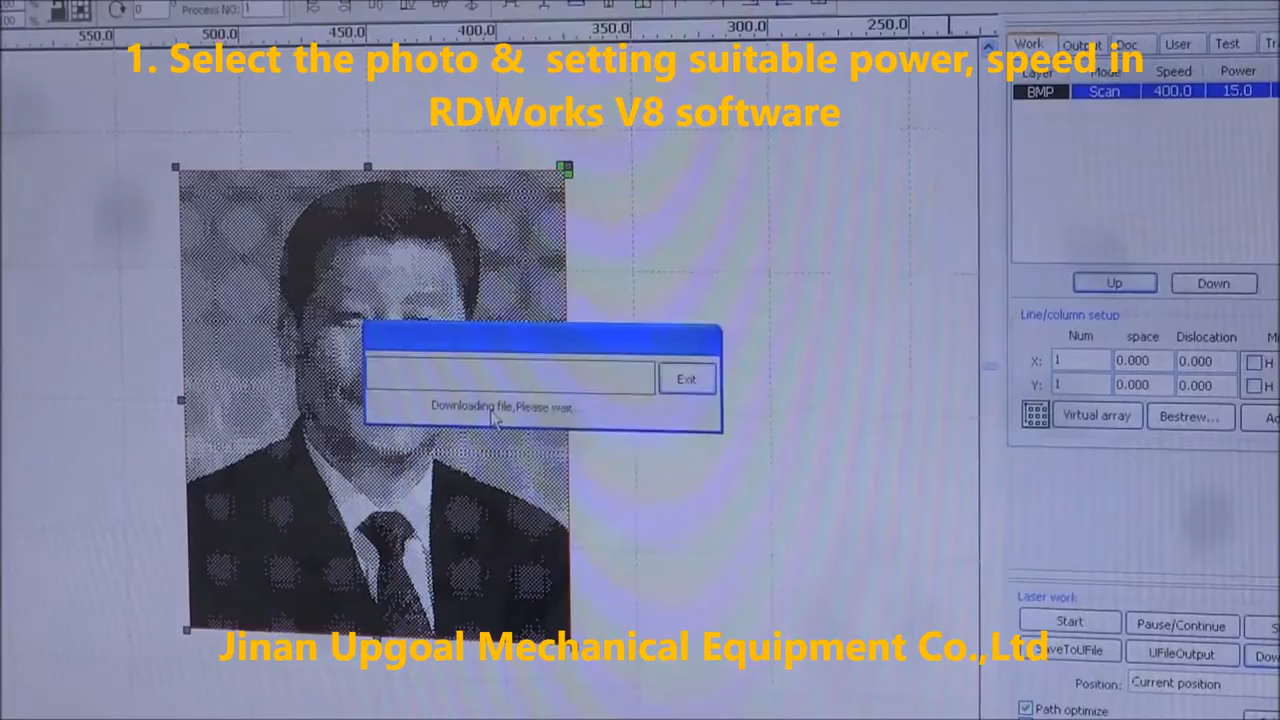 Process NO: 1
0
550.0 500.0 450.0 400.0 350.0 300.0 250.0
1. Select the photo & setting suitable power, speed in
RDWorks V8 software
Work Output Doc User Test
Layer Mode Speed Power
BMP Scan 400.0 15.0
Up Down
Line/column setup
Num space Dislocation
X: 1 0.000 0.000 H
Y: 1 0.000 0.000 H
Virtual array Bestrew...
Exit
Downloading file,Please wait...
Laser work
Start Pause/Continue
SaveToUFile UFileOutput
Position: Current position
Path optimize
Jinan Upgoal Mechanical Equipment Co.,Ltd